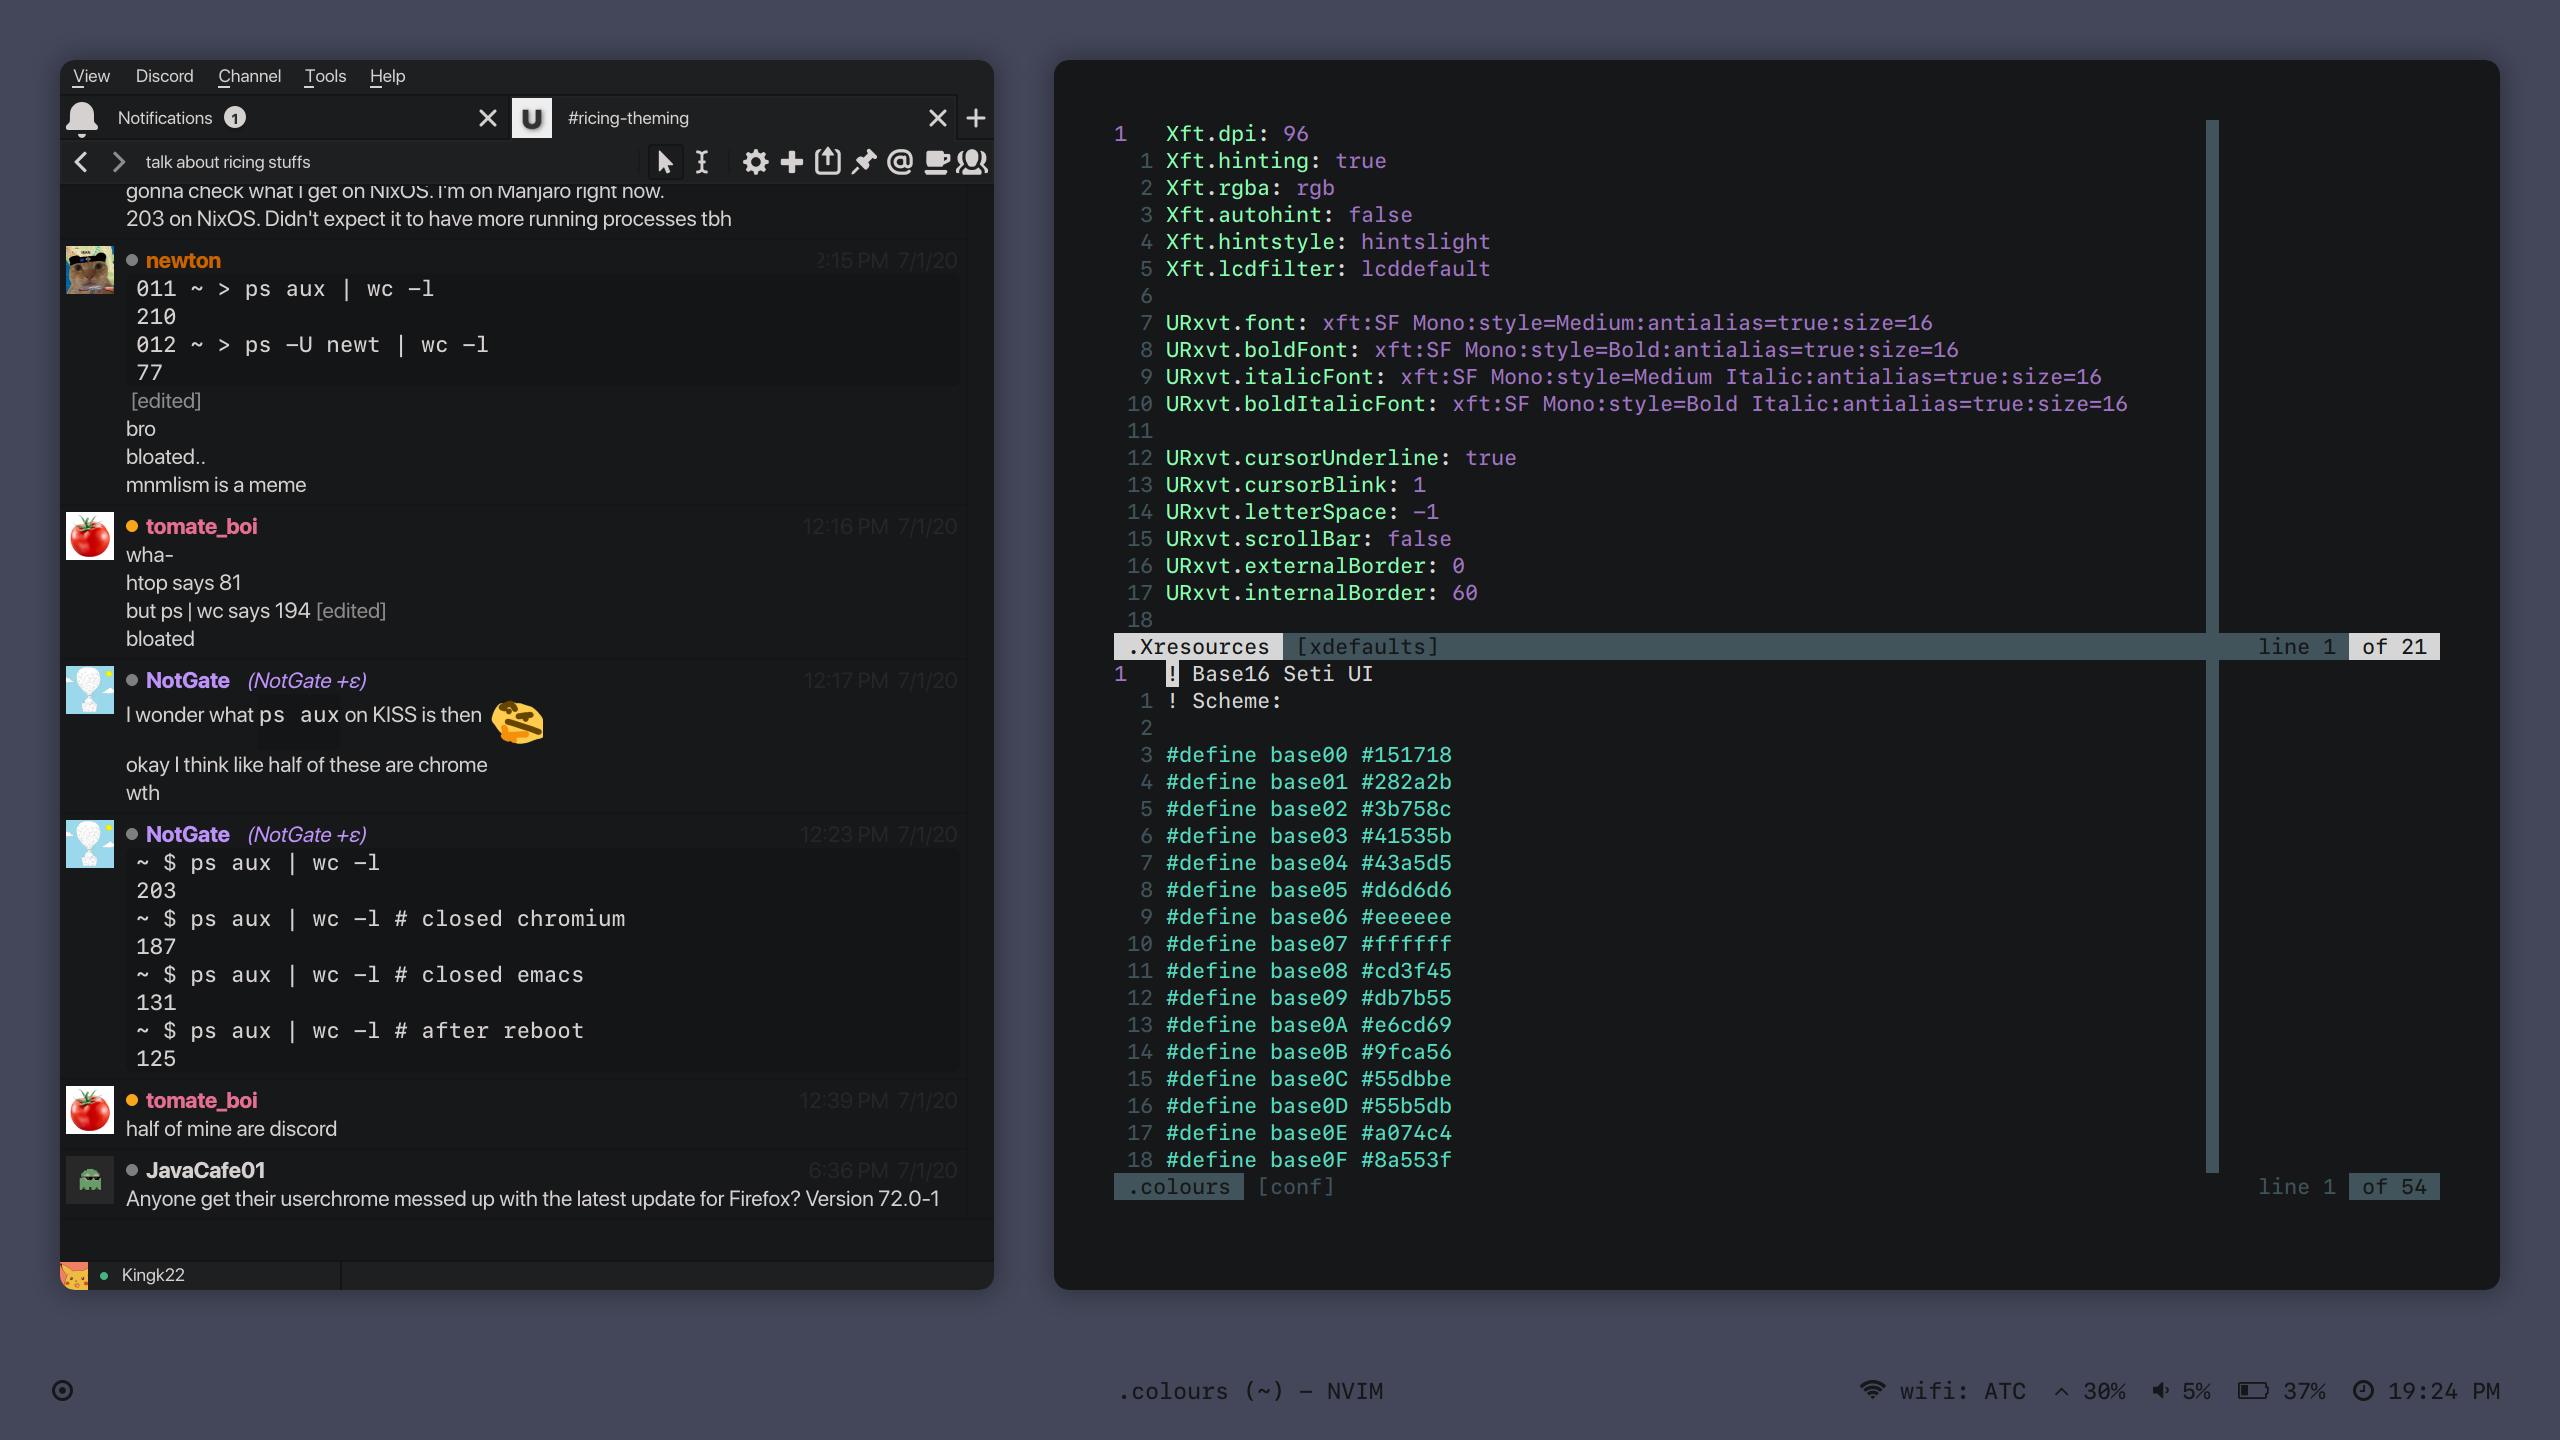 View Discord Channel Tools Help
Notifications 1
U #ricing-theming
talk about ricing stuffs
gonna check what I get on NixOS. I'm on Manjaro right now.
203 on NixOS. Didn't expect it to have more running processes tbh
newton 2:15 PM 7/1/20
011 ~ > ps aux | wc -l
210
012 ~ > ps -U newt | wc -l
77
[edited]
bro
bloated..
mnmlism is a meme
tomate_boi 12:16 PM 7/1/20
wha-
htop says 81
but ps | wc says 194 [edited]
bloated
NotGate (NotGate +ε) 12:17 PM 7/1/20
I wonder what ps aux on KISS is then
okay I think like half of these are chrome
wth
NotGate (NotGate +ε) 12:23 PM 7/1/20
~ $ ps aux | wc -l
203
~ $ ps aux | wc -l # closed chromium
187
~ $ ps aux | wc -l # closed emacs
131
~ $ ps aux | wc -l # after reboot
125
tomate_boi 12:39 PM 7/1/20
half of mine are discord
JavaCafe01 6:36 PM 7/1/20
Anyone get their userchrome messed up with the latest update for Firefox? Version 72.0-1
Kingk22
1 Xft.dpi: 96
1 Xft.hinting: true
2 Xft.rgba: rgb
3 Xft.autohint: false
4 Xft.hintstyle: hintslight
5 Xft.lcdfilter: lcddefault
6
7 URxvt.font: xft:SF Mono:style=Medium:antialias=true:size=16
8 URxvt.boldFont: xft:SF Mono:style=Bold:antialias=true:size=16
9 URxvt.italicFont: xft:SF Mono:style=Medium Italic:antialias=true:size=16
10 URxvt.boldItalicFont: xft:SF Mono:style=Bold Italic:antialias=true:size=16
11
12 URxvt.cursorUnderline: true
13 URxvt.cursorBlink: 1
14 URxvt.letterSpace: -1
15 URxvt.scrollBar: false
16 URxvt.externalBorder: 0
17 URxvt.internalBorder: 60
18
.Xresources [xdefaults] line 1 of 21
1 ! Base16 Seti UI
1 ! Scheme:
2
3 #define base00 #151718
4 #define base01 #282a2b
5 #define base02 #3b758c
6 #define base03 #41535b
7 #define base04 #43a5d5
8 #define base05 #d6d6d6
9 #define base06 #eeeeee
10 #define base07 #ffffff
11 #define base08 #cd3f45
12 #define base09 #db7b55
13 #define base0A #e6cd69
14 #define base0B #9fca56
15 #define base0C #55dbbe
16 #define base0D #55b5db
17 #define base0E #a074c4
18 #define base0F #8a553f
.colours [conf] line 1 of 54
.colours (~) - NVIM
wifi: ATC 30% 5% 37% 19:24 PM